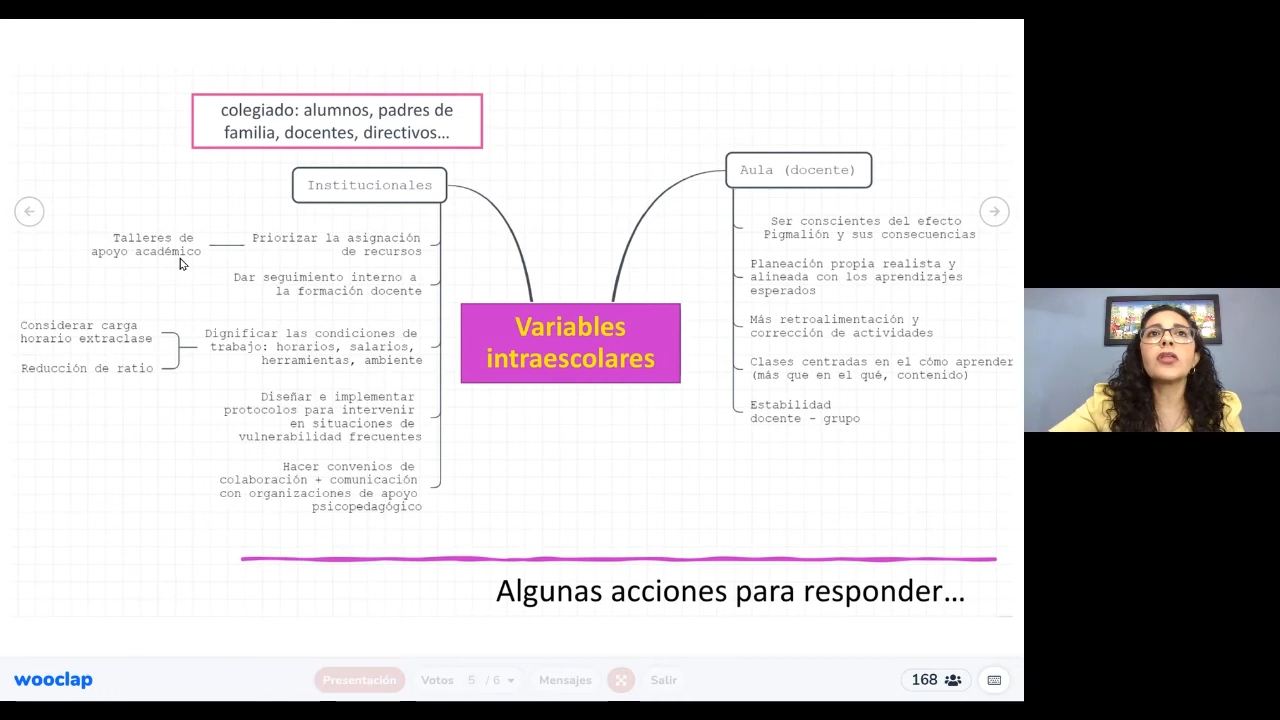 colegiado: alumnos, padres de
familia, docentes, directivos...
Institucionales
Talleres de
apoyo académico
Priorizar la asignación
de recursos
Dar seguimiento interno a
la formación docente
Considerar carga
horario extraclase
Reducción de ratio
Dignificar las condiciones de
trabajo: horarios, salarios,
herramientas, ambiente
Diseñar e implementar
protocolos para intervenir
en situaciones de
vulnerabilidad frecuentes
Hacer convenios de
colaboración + comunicación
con organizaciones de apoyo
psicopedagógico
Variables
intraescolares
Aula (docente)
Ser conscientes del efecto
Pigmalión y sus consecuencias
Planeación propia realista y
alineada con los aprendizajes
esperados
Más retroalimentación y
corrección de actividades
Clases centradas en el cómo aprender
(más que en el qué, contenido)
Estabilidad
docente - grupo
Algunas acciones para responder...
wooclap
Presentación
Votos 5 / 6
Mensajes
Salir
168